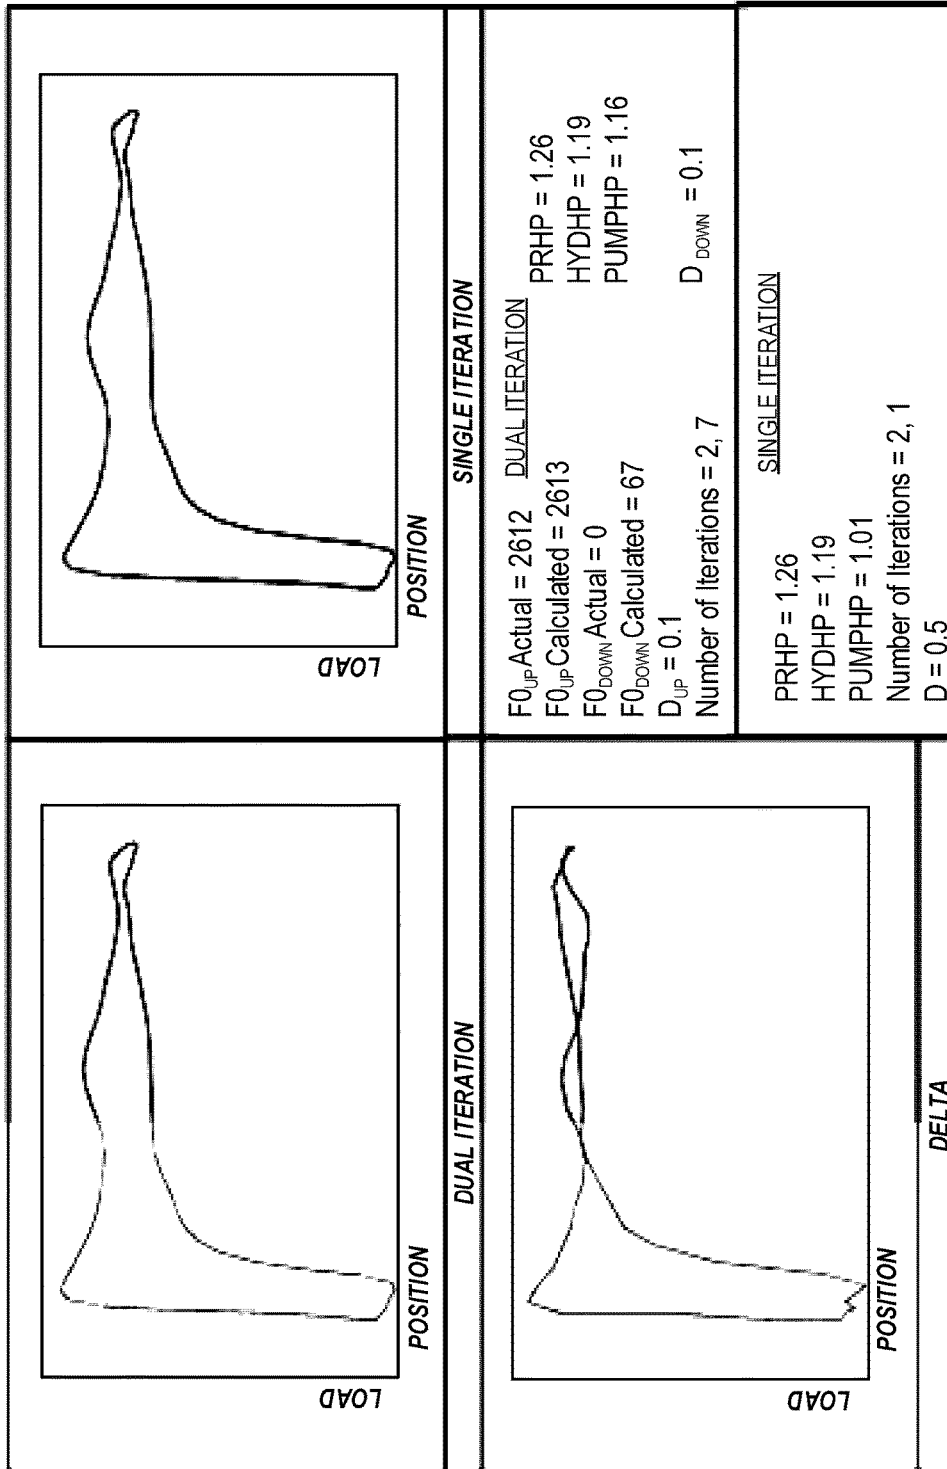 LOAD
POSITION
DUAL ITERATION
LOAD
POSITION
SINGLE ITERATION
LOAD
POSITION
DELTA
DUAL ITERATION
F0UP Actual = 2612
F0UP Calculated = 2613
F0DOWN Actual = 0
F0DOWN Calculated = 67
DUP = 0.1
Number of Iterations = 2, 7
PRHP = 1.26
HYDHP = 1.19
PUMPHP = 1.16
DDOWN = 0.1
SINGLE ITERATION
PRHP = 1.26
HYDHP = 1.19
PUMPHP = 1.01
Number of Iterations = 2, 1
D = 0.5